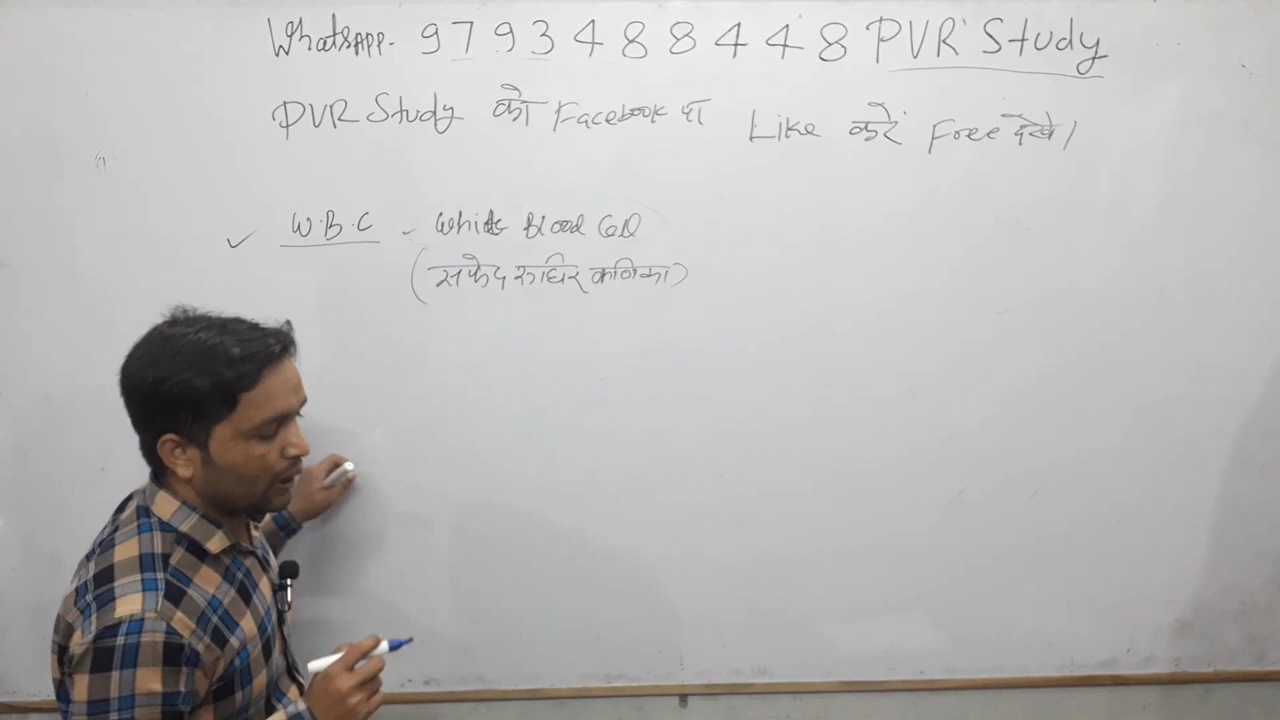 WhatsApp. 9793488448 PVR Study
PVR Study को Facebook पर Like करें Free देखें।
✓ W.B.C - White Blood Cell
(सफेद रुधिर कणिका)